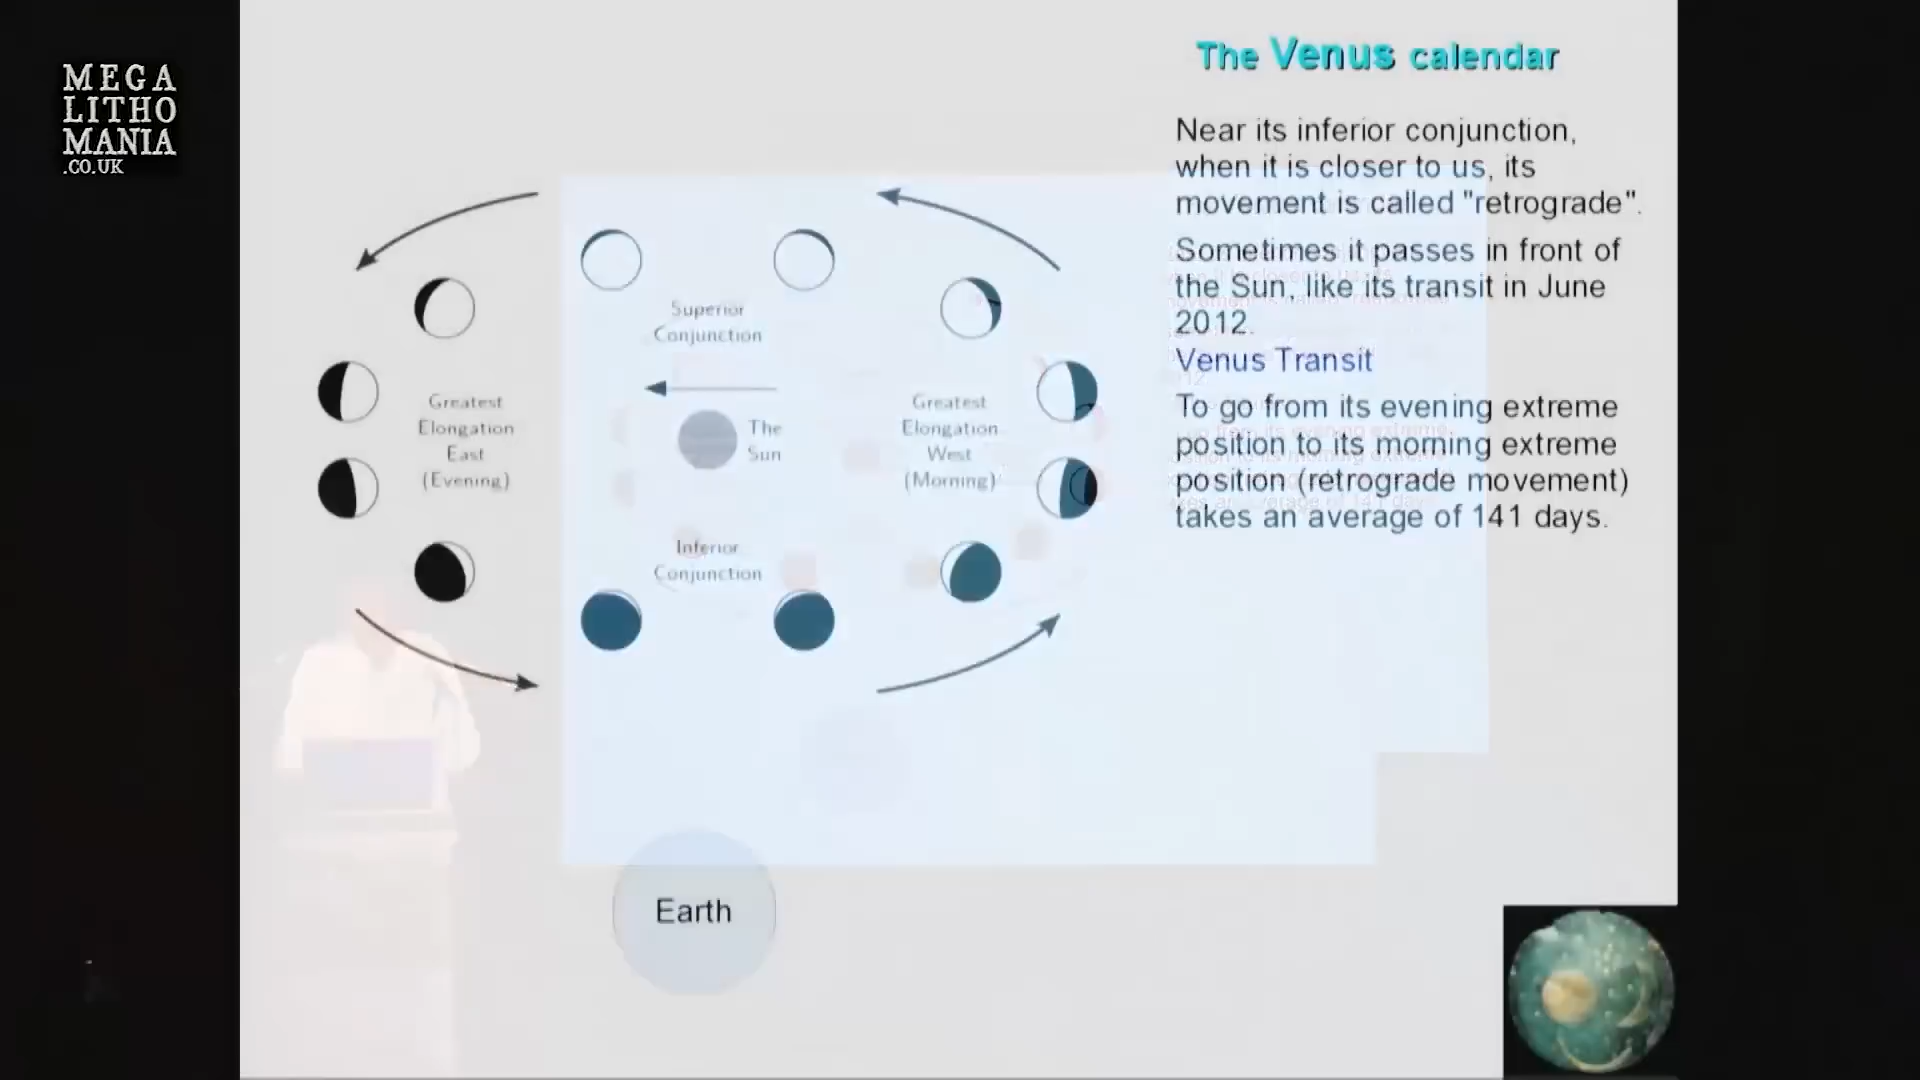 MEGA
LITHO
MANIA
.CO.UK
The Venus calendar
Near its inferior conjunction,
when it is closer to us, its
movement is called "retrograde".
Sometimes it passes in front of
the Sun, like its transit in June
2012.
Venus Transit
To go from its evening extreme
position to its morning extreme
position (retrograde movement)
takes an average of 141 days.
Superior
Conjunction
Greatest
Elongation
East
(Evening)
The
Sun
Greatest
Elongation
West
(Morning)
Inferior
Conjunction
Earth